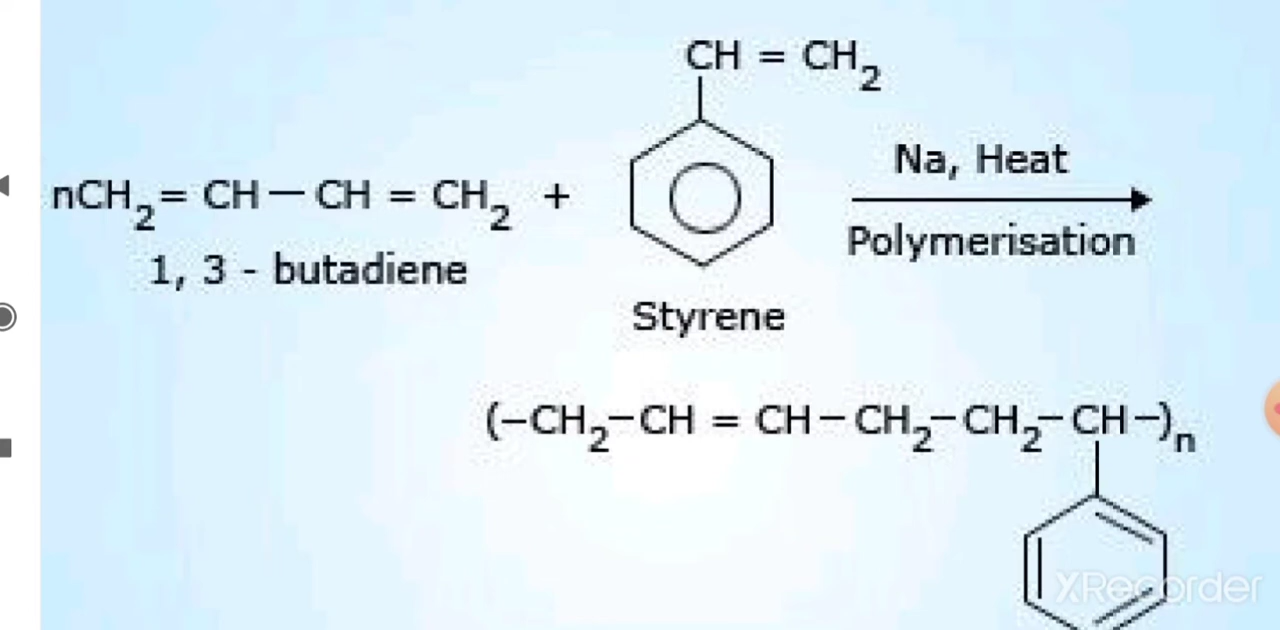 CH = CH₂
Na, Heat
nCH₂ = CH — CH = CH₂ +
Polymerisation
1, 3 - butadiene
Styrene
(–CH₂–CH = CH–CH₂–CH₂–CH–)ₙ
XRecorder